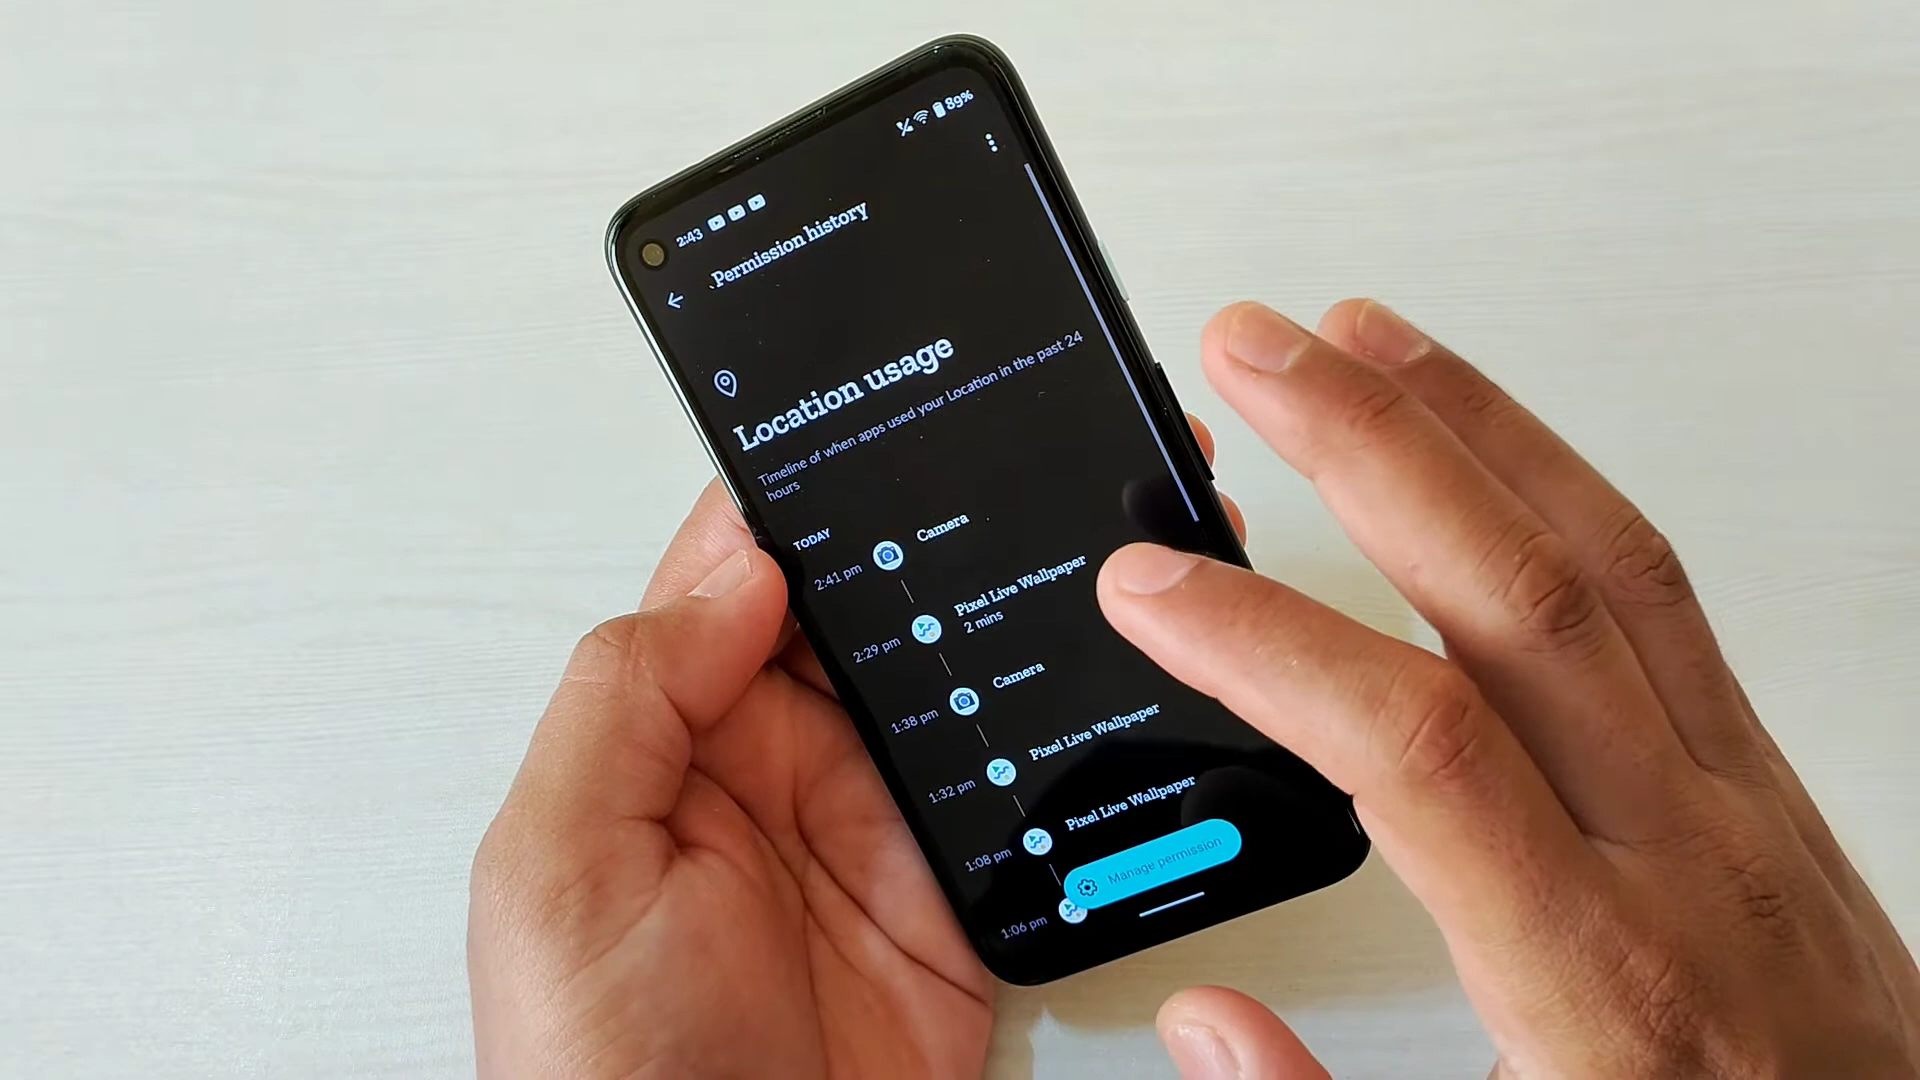 2:43
89%
Permission history
Location usage
Timeline of when apps used your Location in the past 24
hours
TODAY
2:41 pm
Camera
2:29 pm
Pixel Live Wallpaper
2 mins
1:38 pm
Camera
1:32 pm
Pixel Live Wallpaper
1:08 pm
Pixel Live Wallpaper
1:06 pm
Manage permission